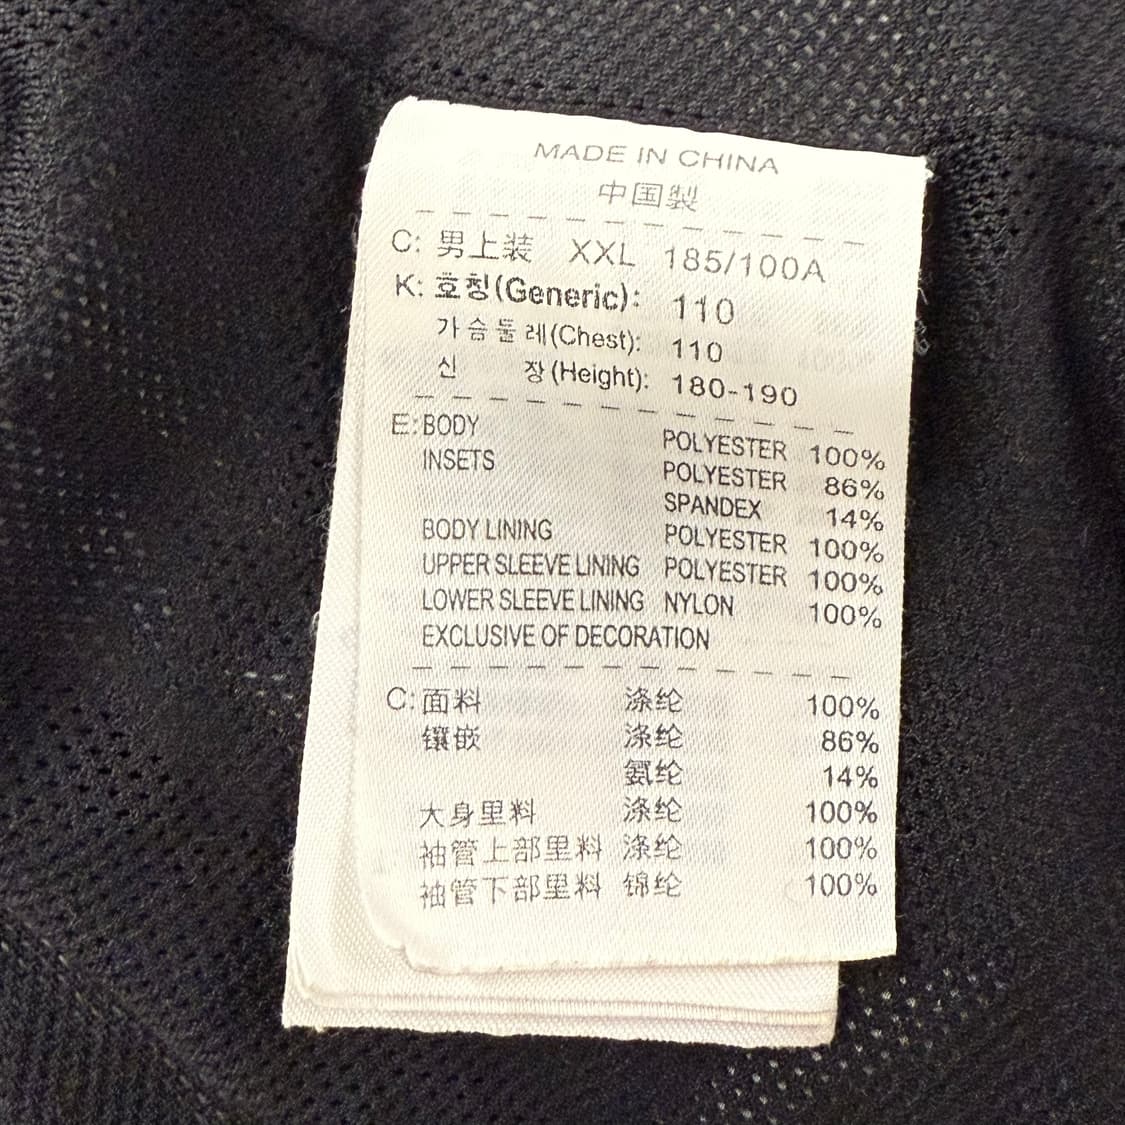 MADE IN CHINA
中国製
C: 男上装 XXL 185/100A
K: 호칭(Generic): 110
가슴둘레(Chest): 110
신 장(Height): 180-190
E: BODY POLYESTER 100%
INSETS POLYESTER 86%
SPANDEX 14%
BODY LINING POLYESTER 100%
UPPER SLEEVE LINING POLYESTER 100%
LOWER SLEEVE LINING NYLON 100%
EXCLUSIVE OF DECORATION
C: 面料 涤纶 100%
镶嵌 涤纶 86%
氨纶 14%
大身里料 涤纶 100%
袖管上部里料 涤纶 100%
袖管下部里料 锦纶 100%